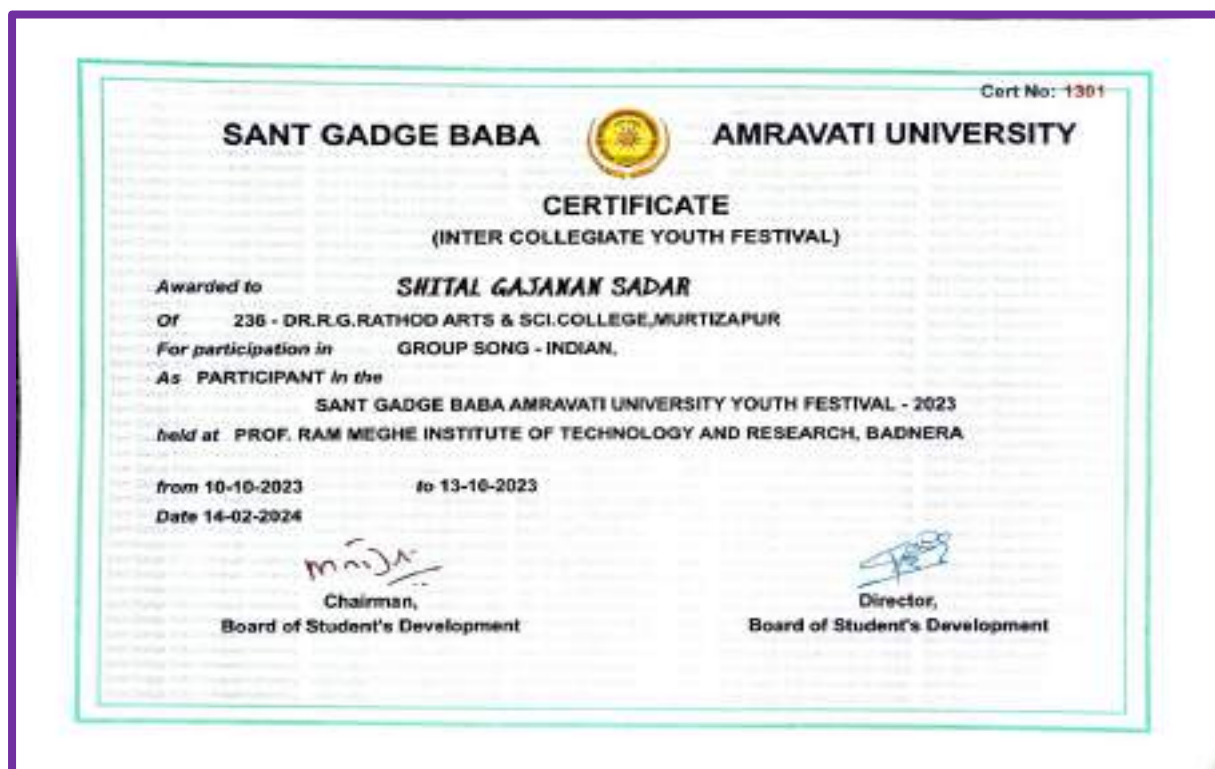 Cert No: 1301
SANT GADGE BABA AMRAVATI UNIVERSITY
CERTIFICATE
(INTER COLLEGIATE YOUTH FESTIVAL)
Awarded to SHITAL GAJANAN SADAR
Of 236 - DR.R.G.RATHOD ARTS & SCI.COLLEGE,MURTIZAPUR
For participation in GROUP SONG - INDIAN,
As PARTICIPANT in the
SANT GADGE BABA AMRAVATI UNIVERSITY YOUTH FESTIVAL - 2023
held at PROF. RAM MEGHE INSTITUTE OF TECHNOLOGY AND RESEARCH, BADNERA
from 10-10-2023 to 13-10-2023
Date 14-02-2024
Chairman, Director,
Board of Student's Development Board of Student's Development